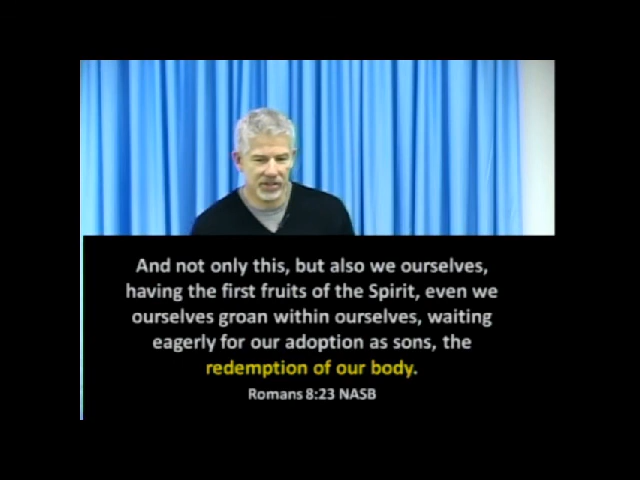 And not only this, but also we ourselves,
having the first fruits of the Spirit, even we
ourselves groan within ourselves, waiting
eagerly for our adoption as sons, the
redemption of our body.
Romans 8:23 NASB